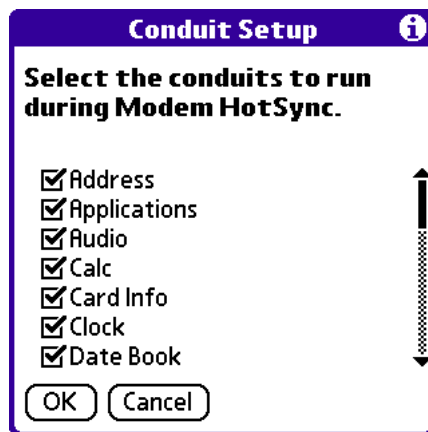 Conduit Setup
Select the conduits to run
during Modem HotSync.
Address
Applications
Audio
Calc
Card Info
Clock
Date Book
OK Cancel